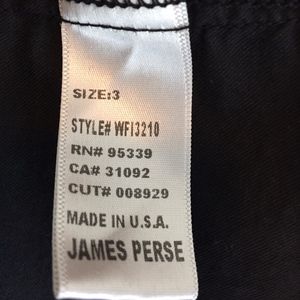 SIZE:3
STYLE# WFI3210
RN# 95339
CA# 31092
CUT# 008929
MADE IN U.S.A.
JAMES PERSE